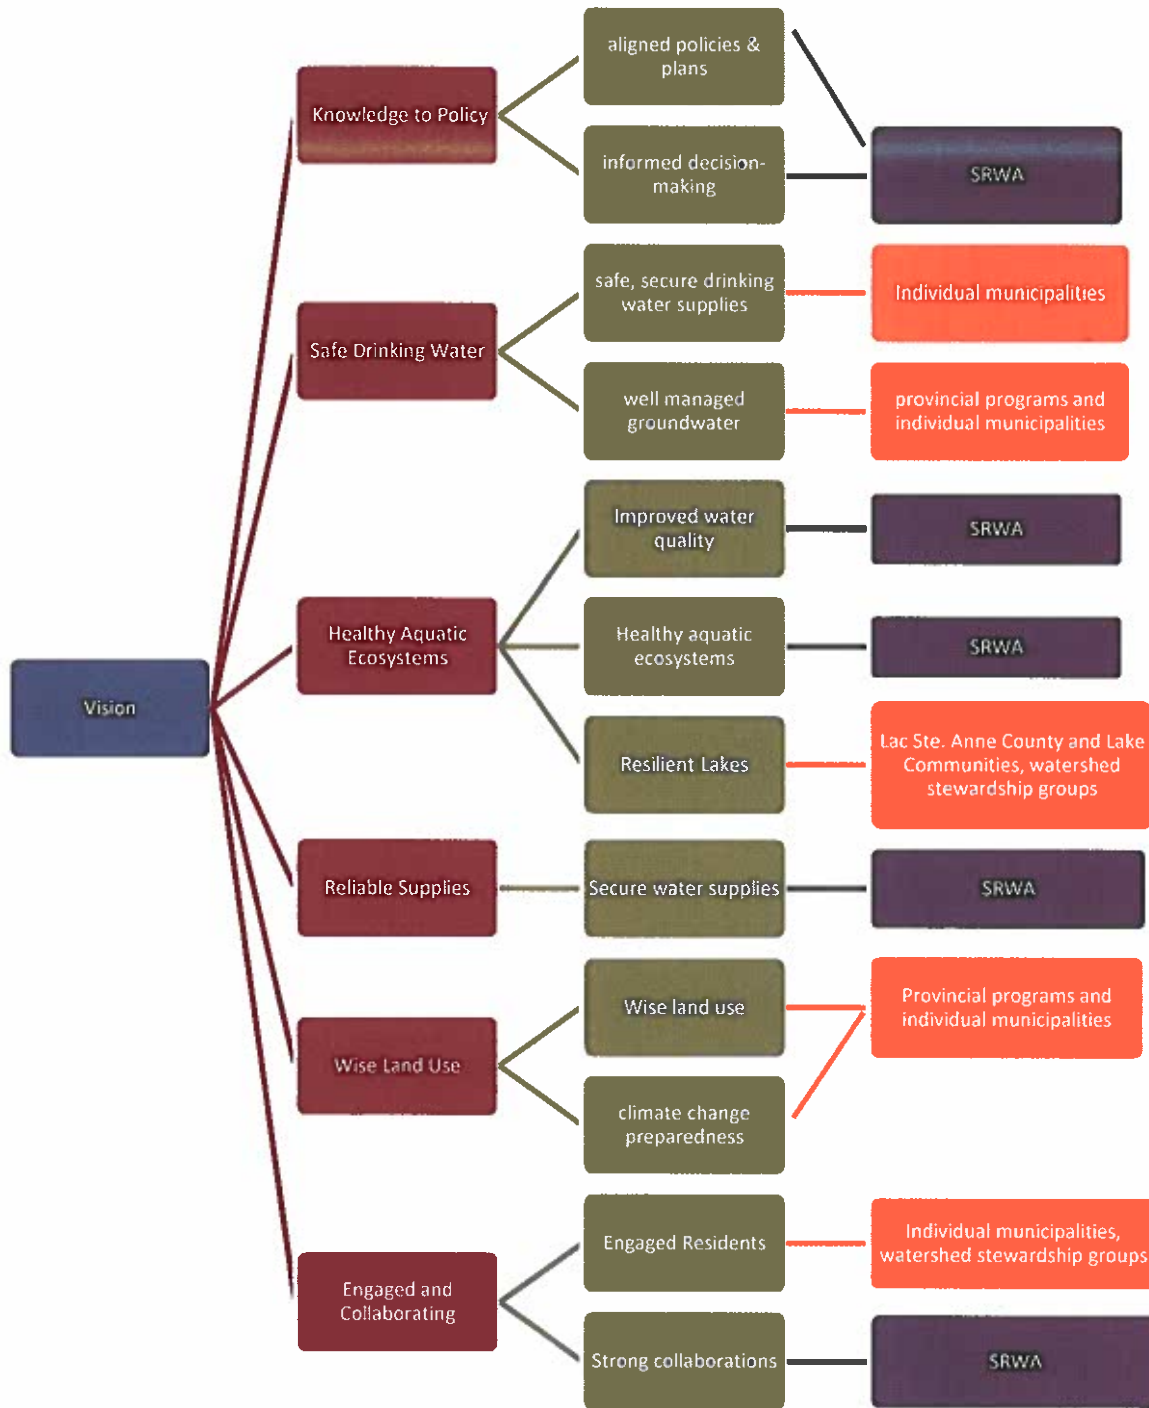 aligned policies &
plans
Knowledge to Policy
informed decision-
making
SRWA
safe, secure drinking
water supplies
Individual municipalities
Safe Drinking Water
well managed
groundwater
provincial programs and
individual municipalities
Improved water
quality
SRWA
Healthy Aquatic
Ecosystems
Healthy aquatic
ecosystems
SRWA
Vision
Resilient Lakes
Lac Ste. Anne County and Lake
Communities, watershed
stewardship groups
Reliable Supplies
Secure water supplies
SRWA
Wise land use
Provincial programs and
individual municipalities
Wise Land Use
climate change
preparedness
Engaged Residents
Individual municipalities,
watershed stewardship groups
Engaged and
Collaborating
Strong collaborations
SRWA